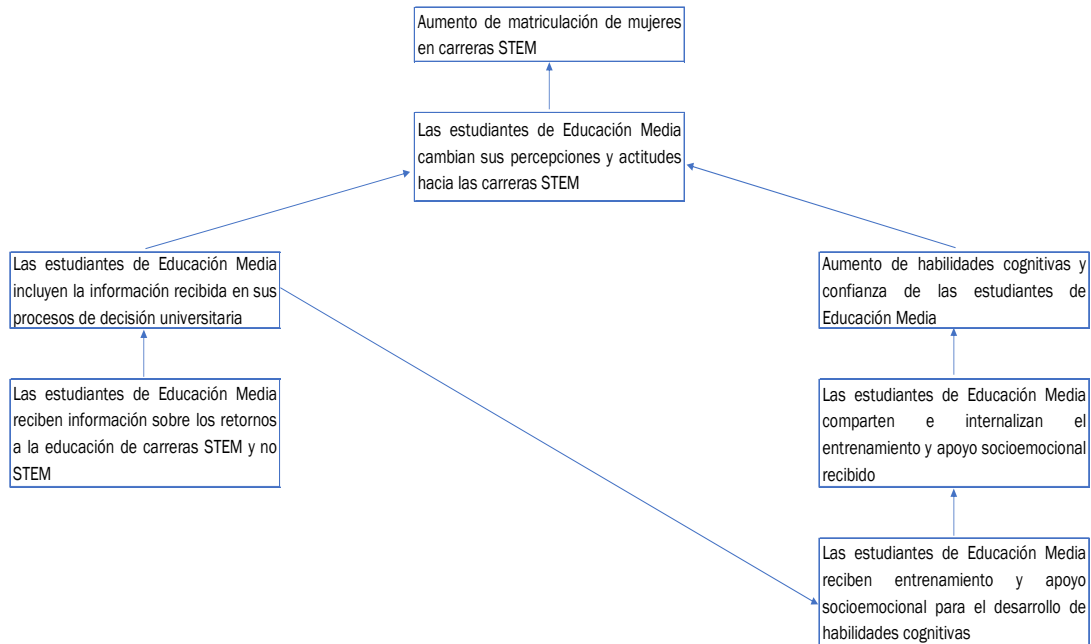 Aumento de matriculación de mujeres
en carreras STEM
Las estudiantes de Educación Media
cambian sus percepciones y actitudes
hacia las carreras STEM
Las estudiantes de Educación Media
incluyen la información recibida en sus
procesos de decisión universitaria
Aumento de habilidades cognitivas y
confianza de las estudiantes de
Educación Media
Las estudiantes de Educación Media
reciben información sobre los retornos
a la educación de carreras STEM y no
STEM
Las estudiantes de Educación Media
comparten e internalizan el
entrenamiento y apoyo socioemocional
recibido
Las estudiantes de Educación Media
reciben entrenamiento y apoyo
socioemocional para el desarrollo de
habilidades cognitivas